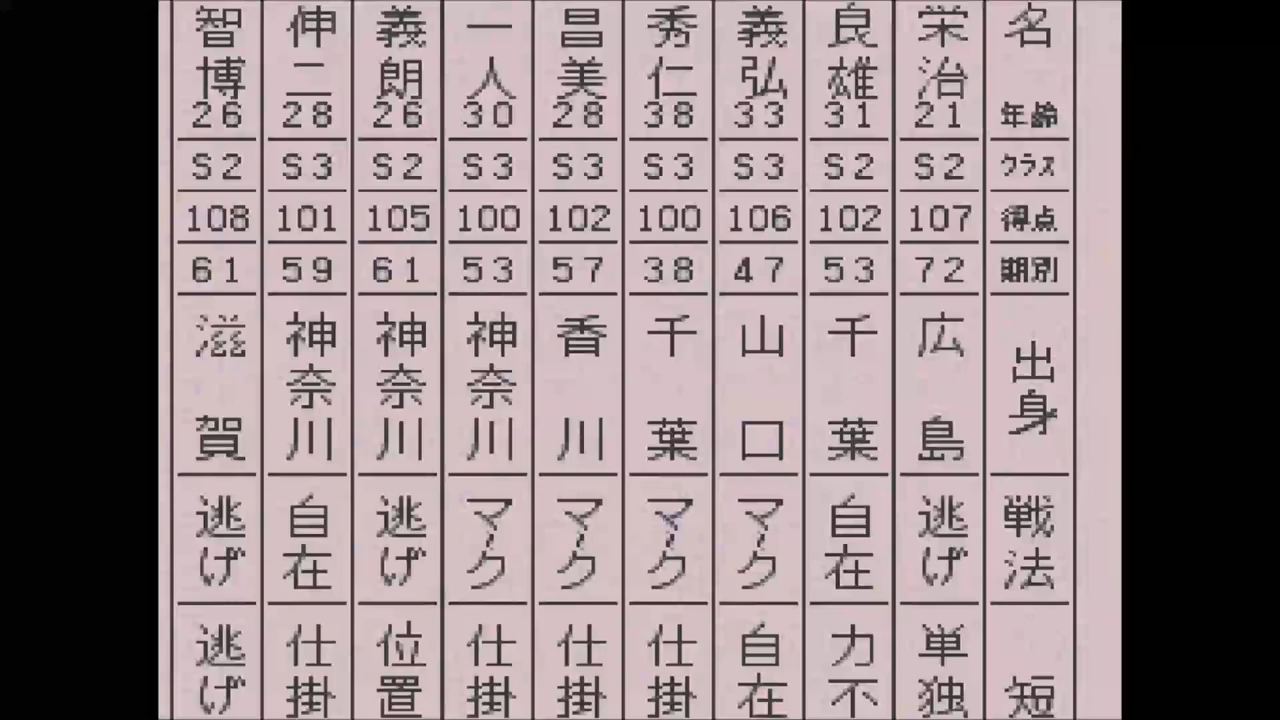 名 年齢 クラス 得点 期別 出身 戦法 短
栄治 21 S2 107 72 広島 逃げ 単独
良雄 31 S2 102 53 千葉 自在 力不
義弘 33 S3 106 47 山口 マーク 自在
秀仁 38 S3 100 38 千葉 マーク 仕掛
昌美 28 S3 102 57 香川 マーク 仕掛
一人 30 S3 100 53 神奈川 マーク 仕掛
義朗 26 S2 105 61 神奈川 逃げ 位置
伸二 28 S3 101 59 神奈川 自在 仕掛
智博 26 S2 108 61 滋賀 逃げ 逃げ